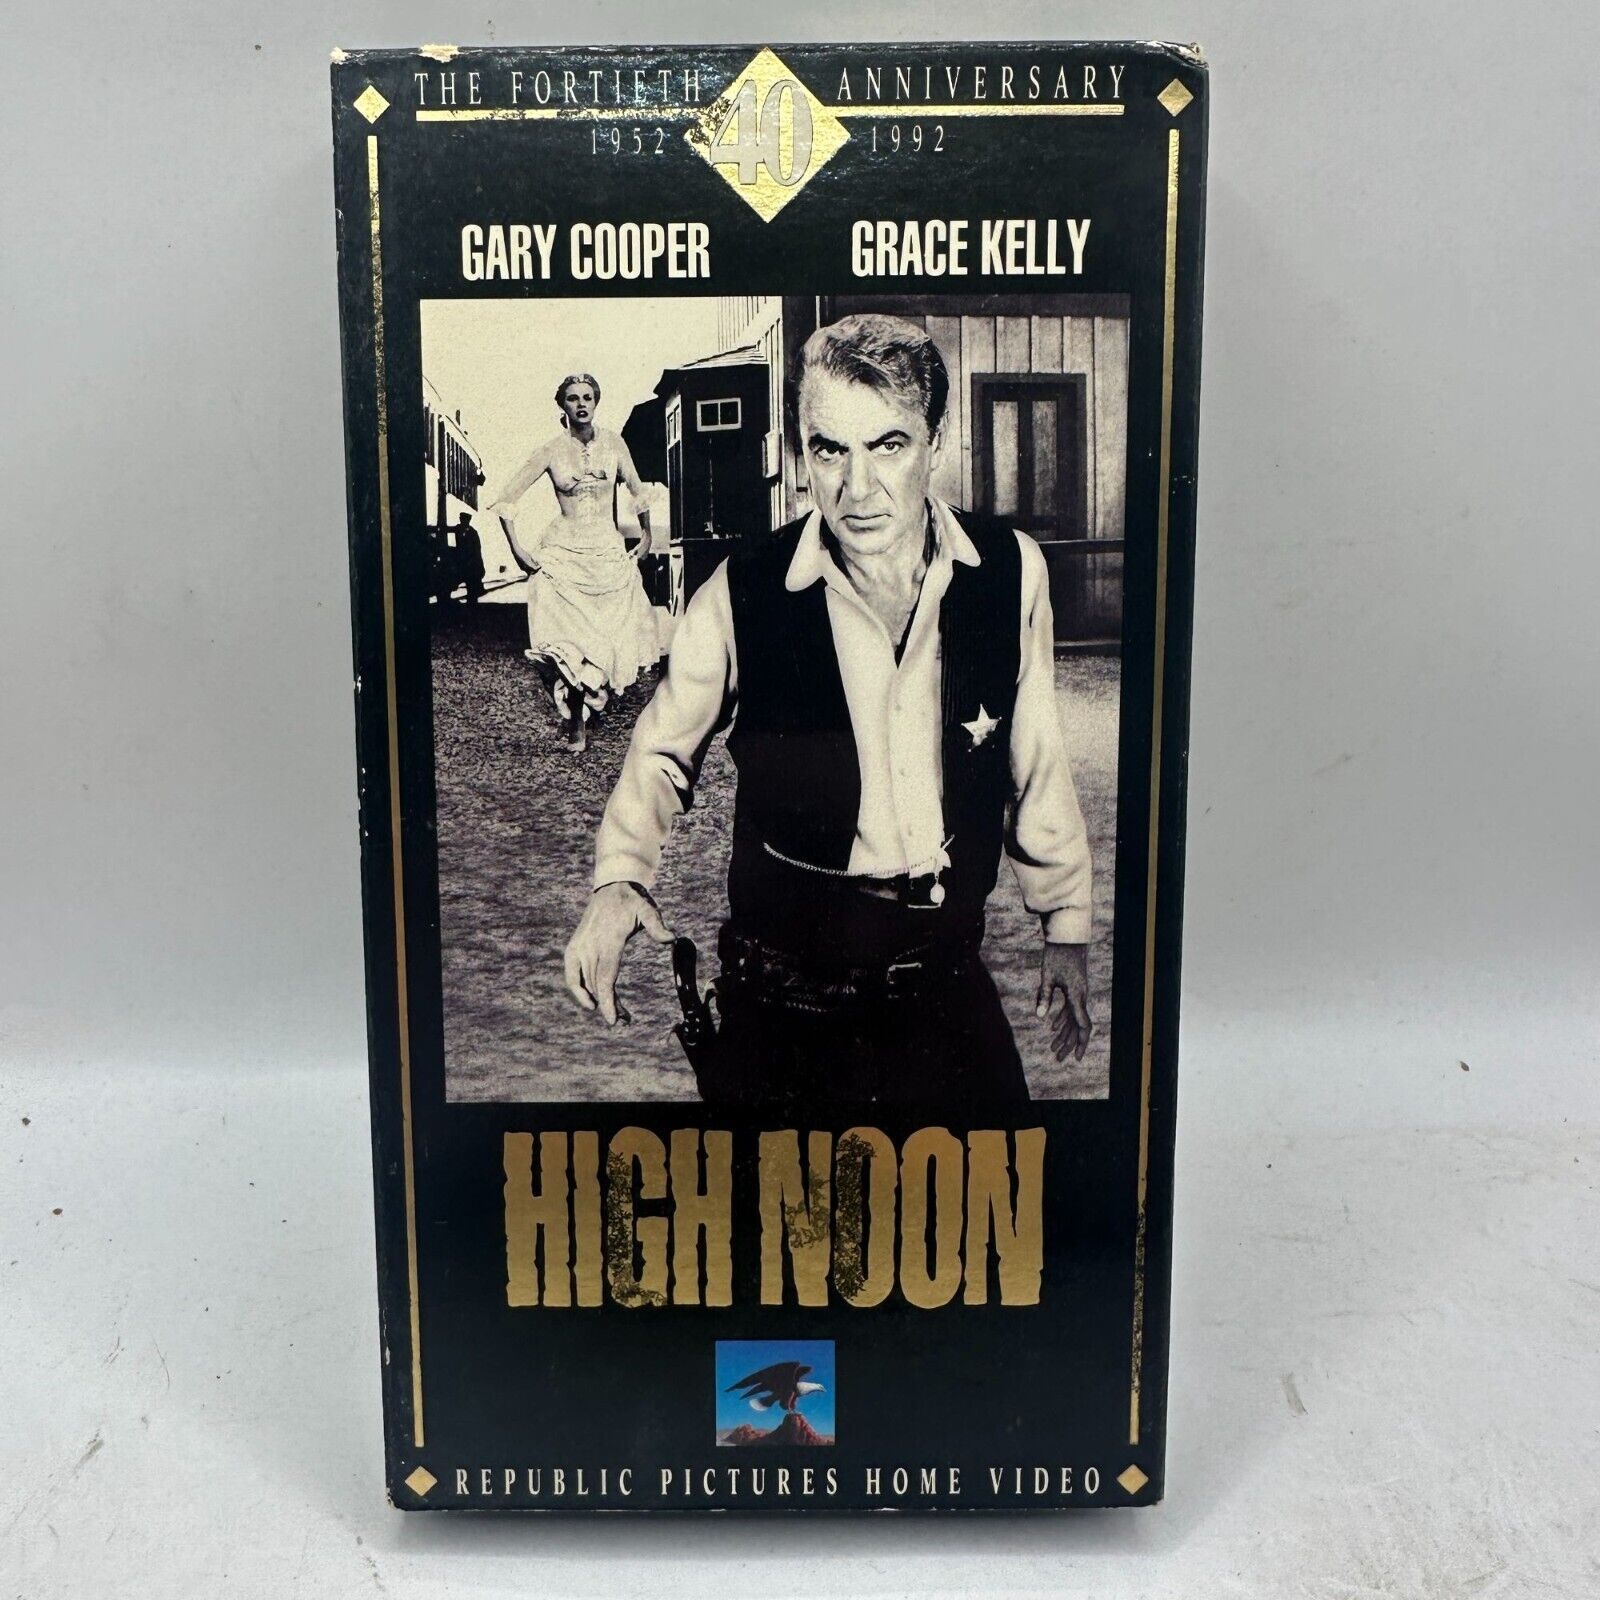 THE FORTIETH 40 ANNIVERSARY
1952 1992
GARY COOPER GRACE KELLY
HIGH NOON
REPUBLIC PICTURES HOME VIDEO